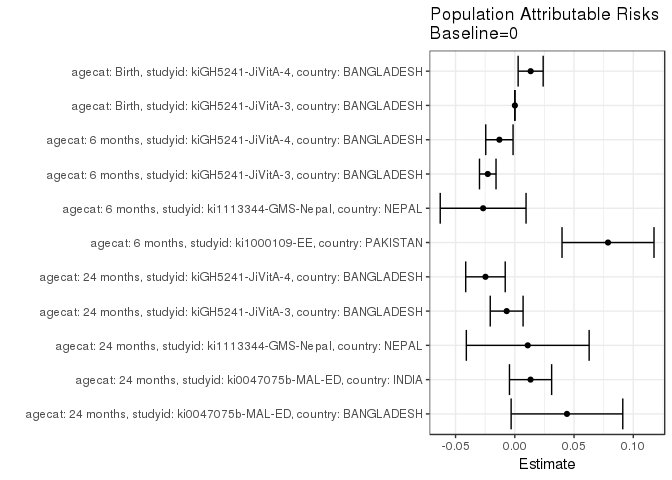 Population Attributable Risks
Baseline=0
agecat: Birth, studyid: kiGH5241-JiVitA-4, country: BANGLADESH
agecat: Birth, studyid: kiGH5241-JiVitA-3, country: BANGLADESH
agecat: 6 months, studyid: kiGH5241-JiVitA-4, country: BANGLADESH
agecat: 6 months, studyid: kiGH5241-JiVitA-3, country: BANGLADESH
agecat: 6 months, studyid: ki1113344-GMS-Nepal, country: NEPAL
agecat: 6 months, studyid: ki1000109-EE, country: PAKISTAN
agecat: 24 months, studyid: kiGH5241-JiVitA-4, country: BANGLADESH
agecat: 24 months, studyid: kiGH5241-JiVitA-3, country: BANGLADESH
agecat: 24 months, studyid: ki1113344-GMS-Nepal, country: NEPAL
agecat: 24 months, studyid: ki0047075b-MAL-ED, country: INDIA
agecat: 24 months, studyid: ki0047075b-MAL-ED, country: BANGLADESH
-0.05 0.00 0.05 0.10
Estimate